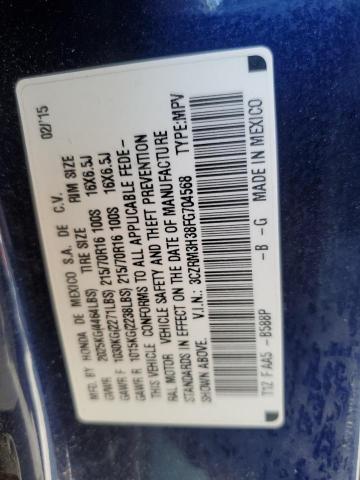 MFD. BY HONDA DE MEXICO S.A. DE C.V. 02/15
TIRE SIZE RIM SIZE
GVWR 2025KG(4464LBS)
GAWR F 1030KG(2271LBS) 215/70R16 100S 16X6.5J
GAWR R 1015KG(2238LBS) 215/70R16 100S 16X6.5J
THIS VEHICLE CONFORMS TO ALL APPLICABLE FEDE-
RAL MOTOR VEHICLE SAFETY AND THEFT PREVENTION
STANDARDS IN EFFECT ON THE DATE OF MANUFACTURE
SHOWN ABOVE. V.I.N.: 3CZRM3H38FG704568 TYPE:MPV
T12 FAA5 - B588P -B -G MADE IN MEXICO